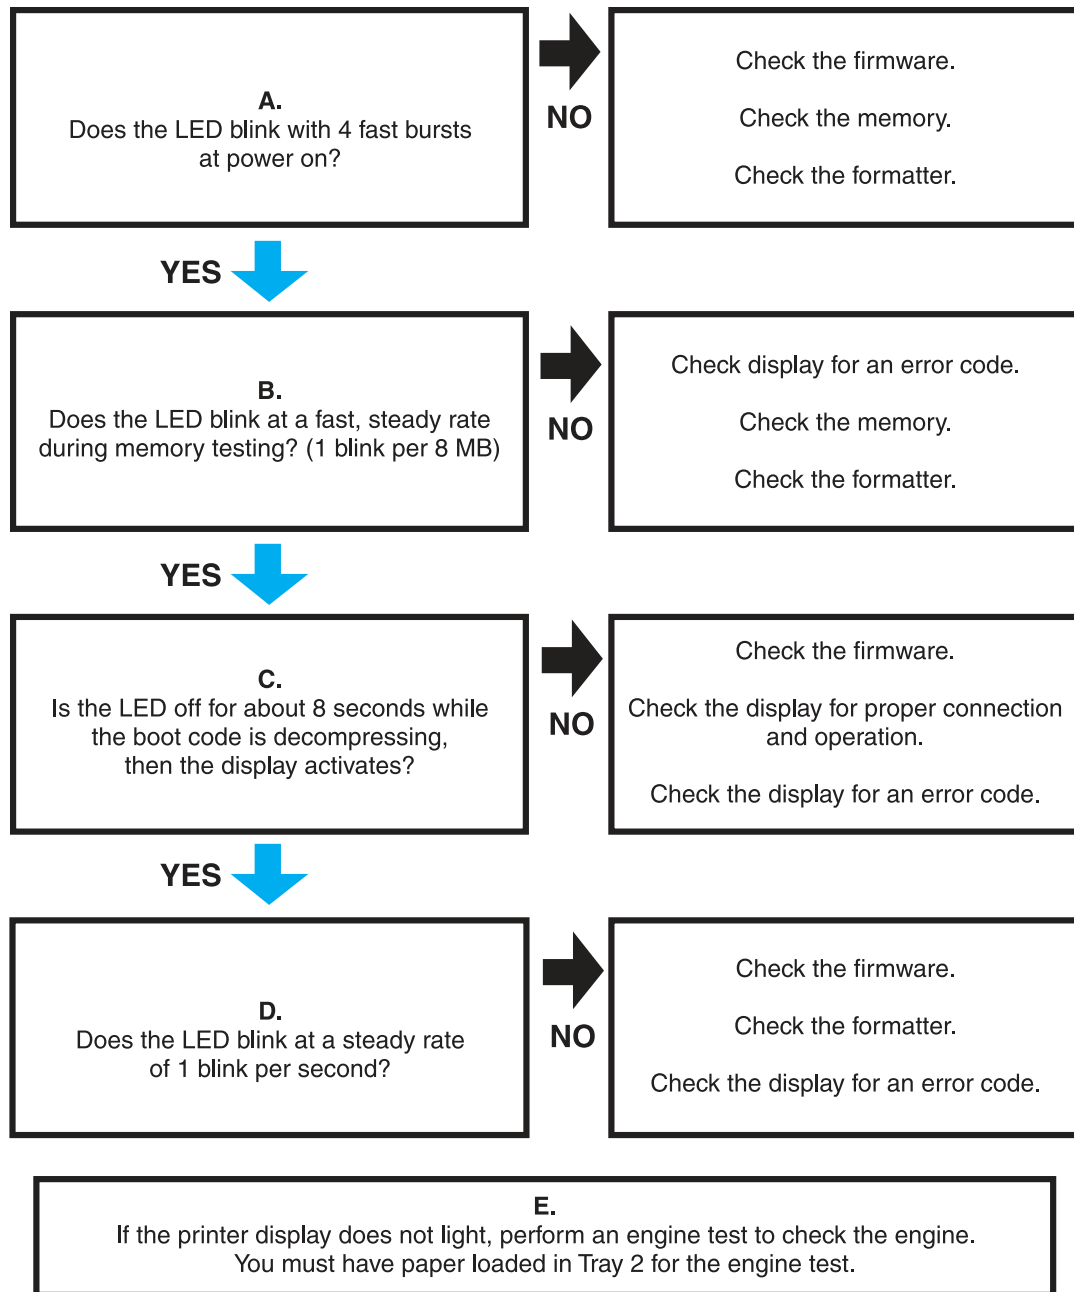 A.
Does the LED blink with 4 fast bursts
at power on?
NO
Check the firmware.
Check the memory.
Check the formatter.
YES
B.
Does the LED blink at a fast, steady rate
during memory testing? (1 blink per 8 MB)
NO
Check display for an error code.
Check the memory.
Check the formatter.
YES
C.
Is the LED off for about 8 seconds while
the boot code is decompressing,
then the display activates?
NO
Check the firmware.
Check the display for proper connection
and operation.
Check the display for an error code.
YES
D.
Does the LED blink at a steady rate
of 1 blink per second?
NO
Check the firmware.
Check the formatter.
Check the display for an error code.
E.
If the printer display does not light, perform an engine test to check the engine.
You must have paper loaded in Tray 2 for the engine test.